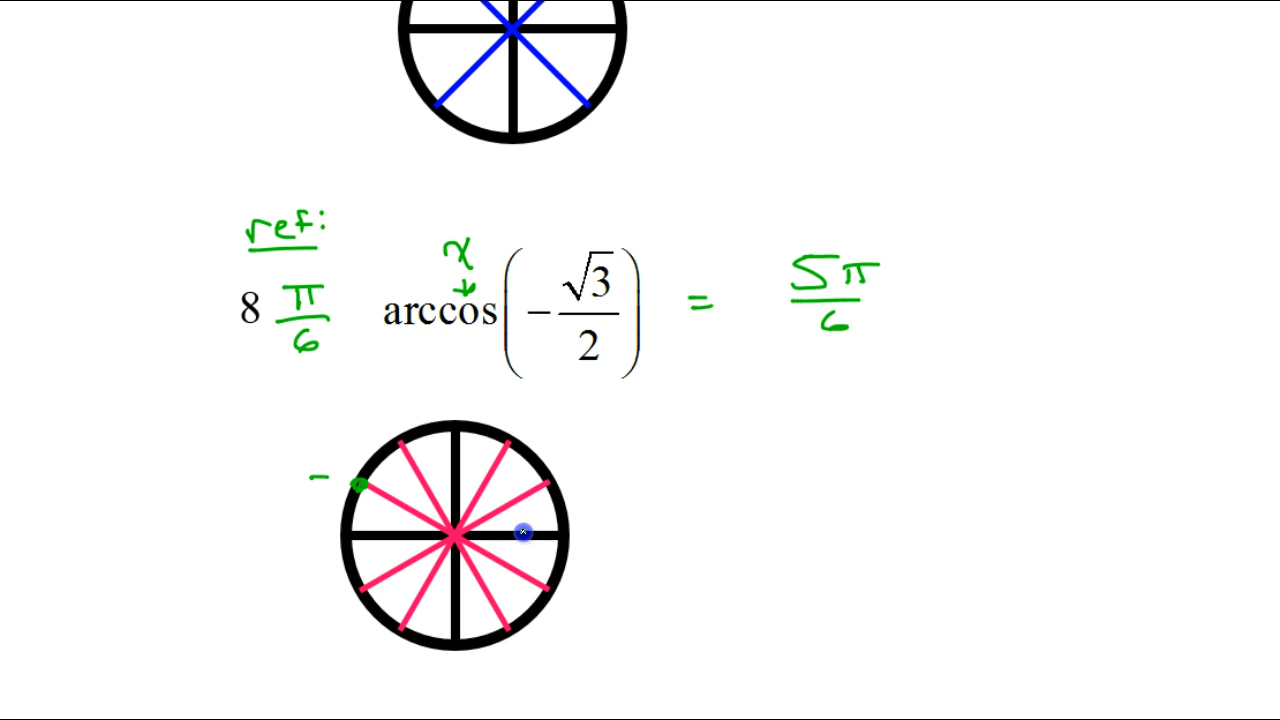 ref:
x
8 π/6 arccos(-√3/2) = 5π/6
-